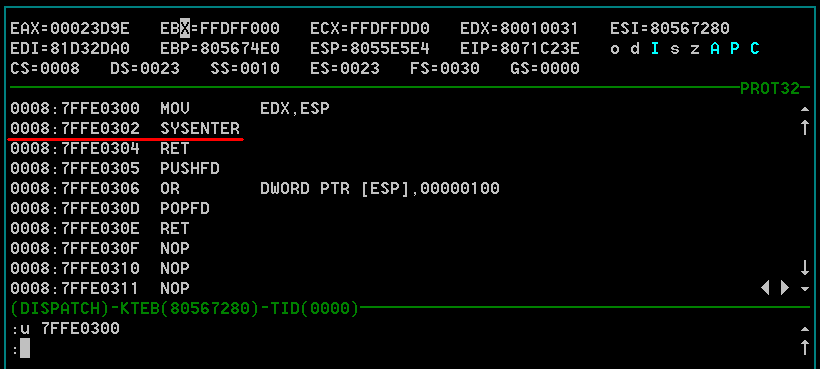 EAX=00023D9E EBX=FFDFF000 ECX=FFDFFDD0 EDX=80010031 ESI=80567280
EDI=81D32DA0 EBP=805674E0 ESP=8055E5E4 EIP=8071C23E o d I s z A P C
CS=0008 DS=0023 SS=0010 ES=0023 FS=0030 GS=0000
PROT32
0008:7FFE0300 MOV EDX,ESP
0008:7FFE0302 SYSENTER
0008:7FFE0304 RET
0008:7FFE0305 PUSHFD
0008:7FFE0306 OR DWORD PTR [ESP],00000100
0008:7FFE030D POPFD
0008:7FFE030E RET
0008:7FFE030F NOP
0008:7FFE0310 NOP
0008:7FFE0311 NOP
(DISPATCH)-KTEB(80567280)-TID(0000)
:u 7FFE0300
: